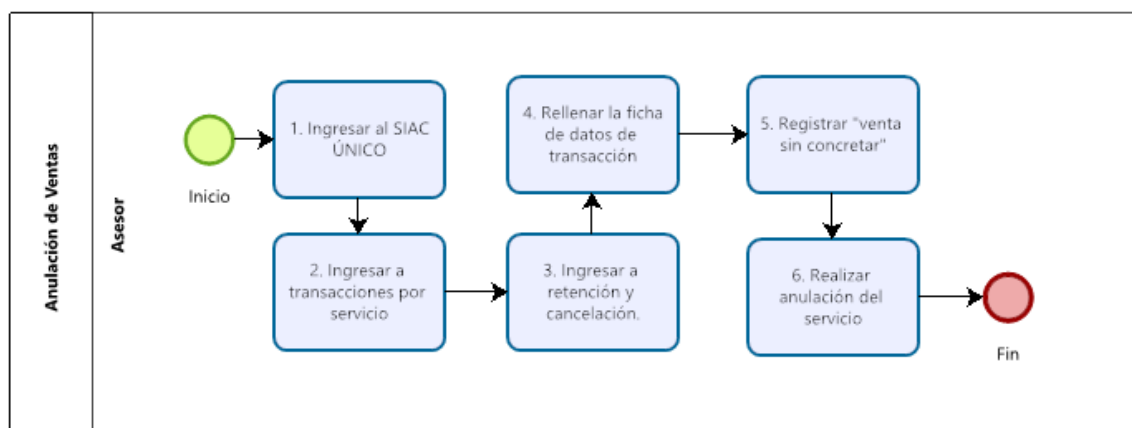 Anulación de Ventas
Asesor
Inicio
1. Ingresar al SIAC
ÚNICO
2. Ingresar a
transacciones por
servicio
3. Ingresar a
retención y
cancelación.
4. Rellenar la ficha
de datos de
transacción
5. Registrar "venta
sin concretar"
6. Realizar
anulación del
servicio
Fin